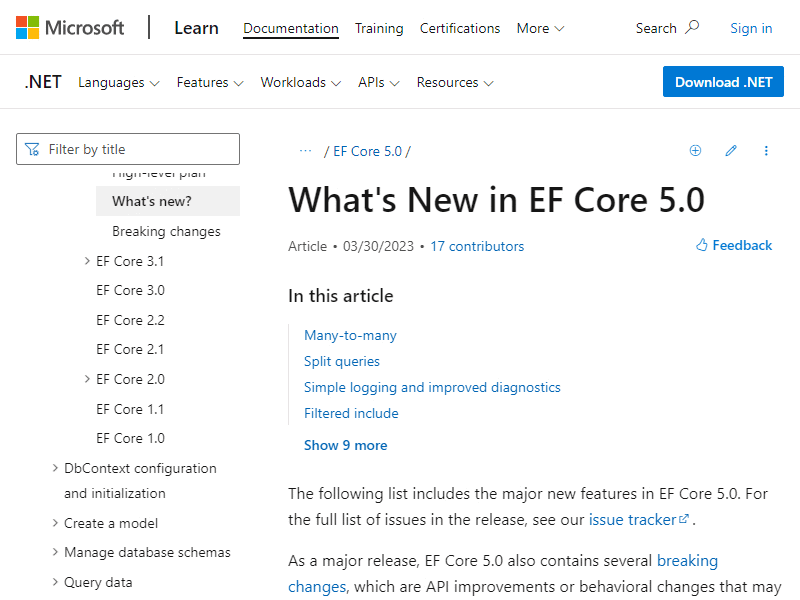 Microsoft Learn Documentation Training Certifications More Search Sign in
.NET Languages Features Workloads APIs Resources Download .NET
Filter by title
High-level plan
What's new?
Breaking changes
EF Core 3.1
EF Core 3.0
EF Core 2.2
EF Core 2.1
EF Core 2.0
EF Core 1.1
EF Core 1.0
DbContext configuration
and initialization
Create a model
Manage database schemas
Query data
… / EF Core 5.0 /
What's New in EF Core 5.0
Article • 03/30/2023 • 17 contributors
Feedback
In this article
Many-to-many
Split queries
Simple logging and improved diagnostics
Filtered include
Show 9 more
The following list includes the major new features in EF Core 5.0. For
the full list of issues in the release, see our issue tracker.
As a major release, EF Core 5.0 also contains several breaking
changes, which are API improvements or behavioral changes that may